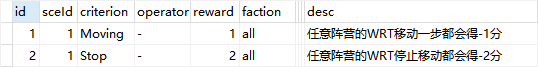 id sceId criterion operator reward faction desc
1 1 Moving - 1 all 任意阵营的WRT移动一步都会得-1分
2 1 Stop - 2 all 任意阵营的WRT停止移动都会得-2分